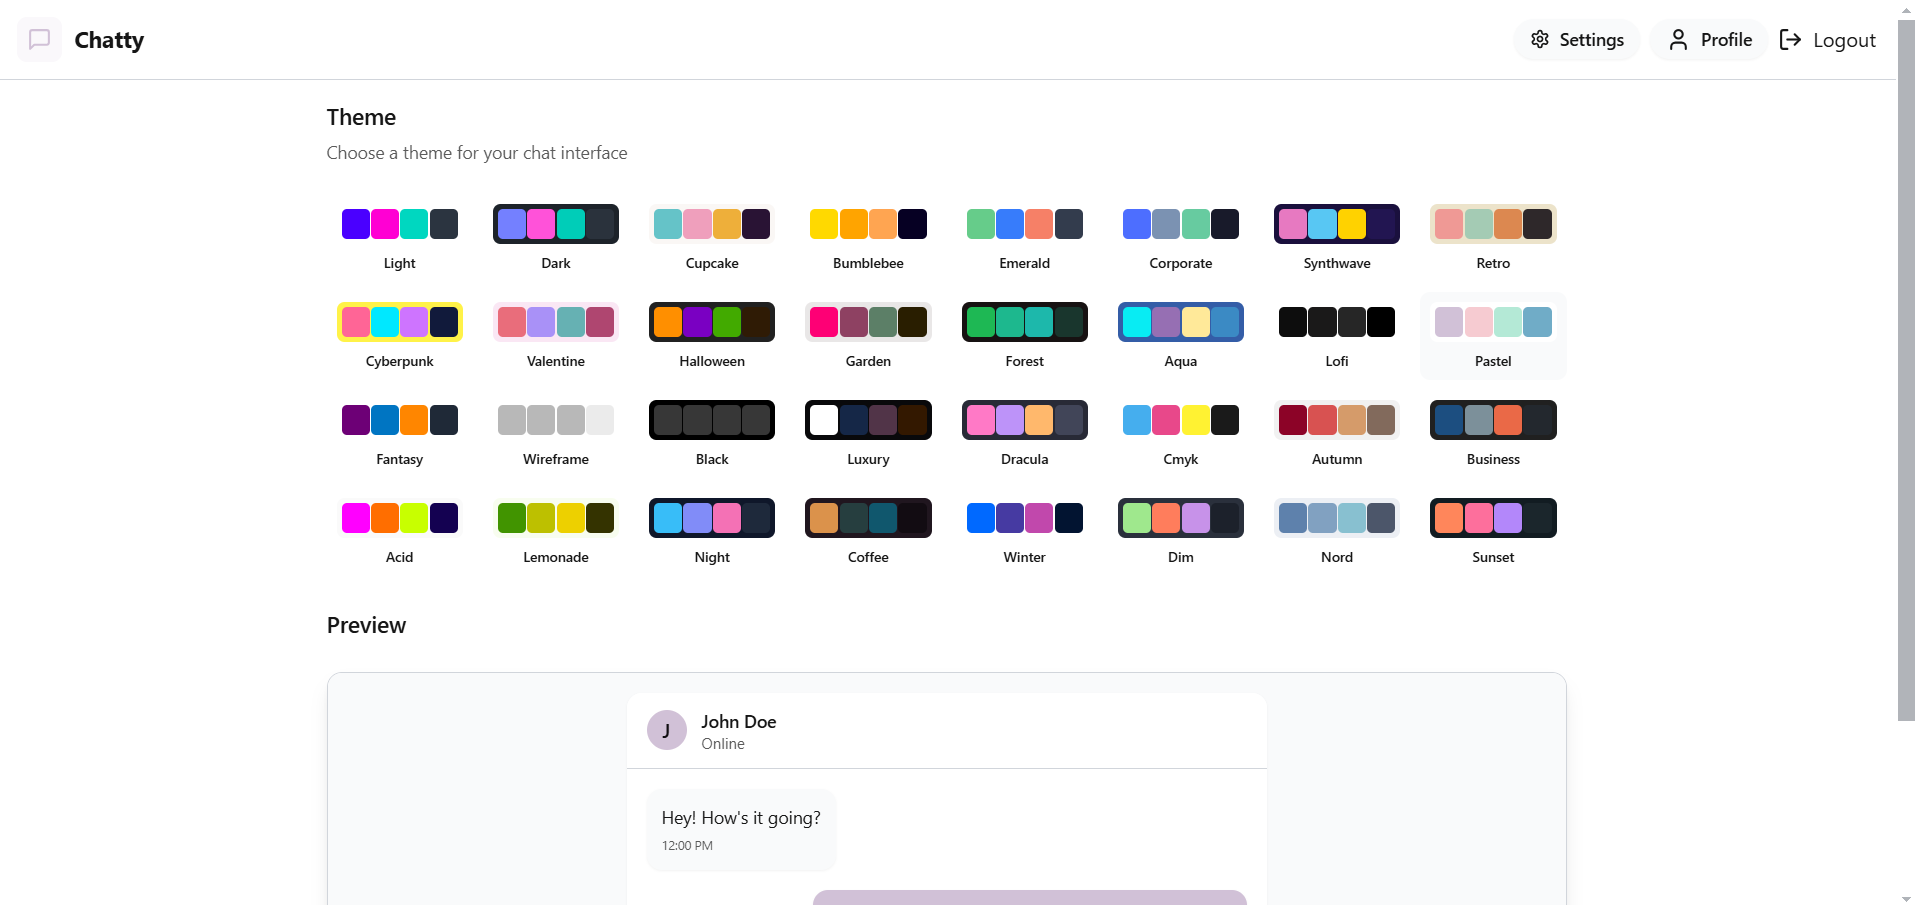 Chatty
Settings
Profile
Logout
Theme
Choose a theme for your chat interface
Light
Dark
Cupcake
Bumblebee
Emerald
Corporate
Synthwave
Retro
Cyberpunk
Valentine
Halloween
Garden
Forest
Aqua
Lofi
Pastel
Fantasy
Wireframe
Black
Luxury
Dracula
Cmyk
Autumn
Business
Acid
Lemonade
Night
Coffee
Winter
Dim
Nord
Sunset
Preview
J
John Doe
Online
Hey! How's it going?
12:00 PM